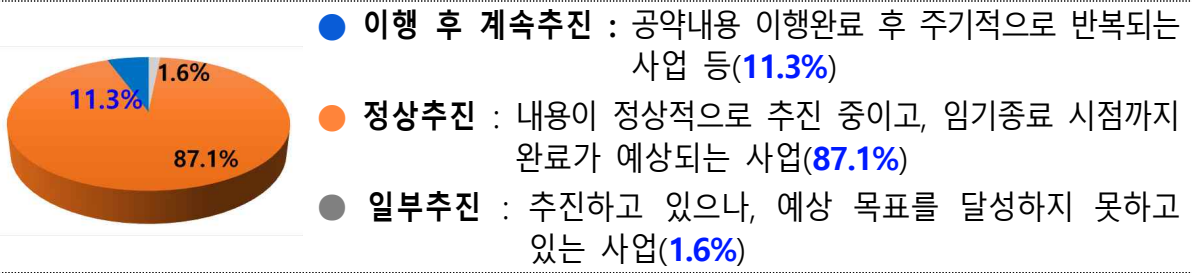 1.6%
11.3%
87.1%
이행 후 계속추진 : 공약내용 이행완료 후 주기적으로 반복되는
사업 등(11.3%)
정상추진 : 내용이 정상적으로 추진 중이고, 임기종료 시점까지
완료가 예상되는 사업(87.1%)
일부추진 : 추진하고 있으나, 예상 목표를 달성하지 못하고
있는 사업(1.6%)